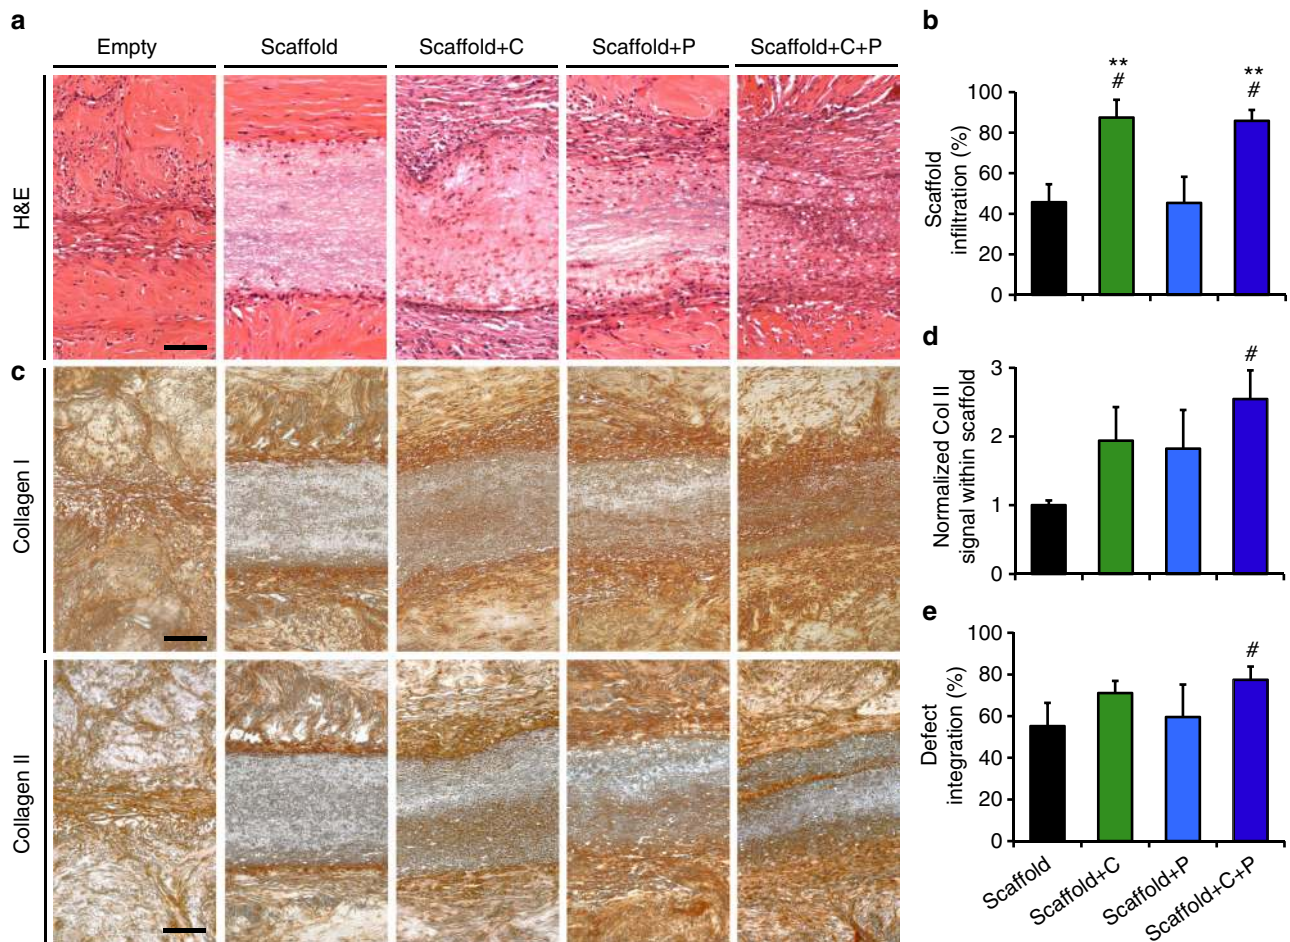 a
Empty
Scaffold
Scaffold+C
Scaffold+P
Scaffold+C+P
H&E
c
Collagen I
Collagen II
b
Scaffold
infiltration (%)
100
80
60
40
20
0
**
#
**
#
d
Normalized Col II
signal within scaffold
3
2
1
0
#
e
Defect
integration (%)
100
80
60
40
20
0
#
Scaffold
Scaffold+C
Scaffold+P
Scaffold+C+P